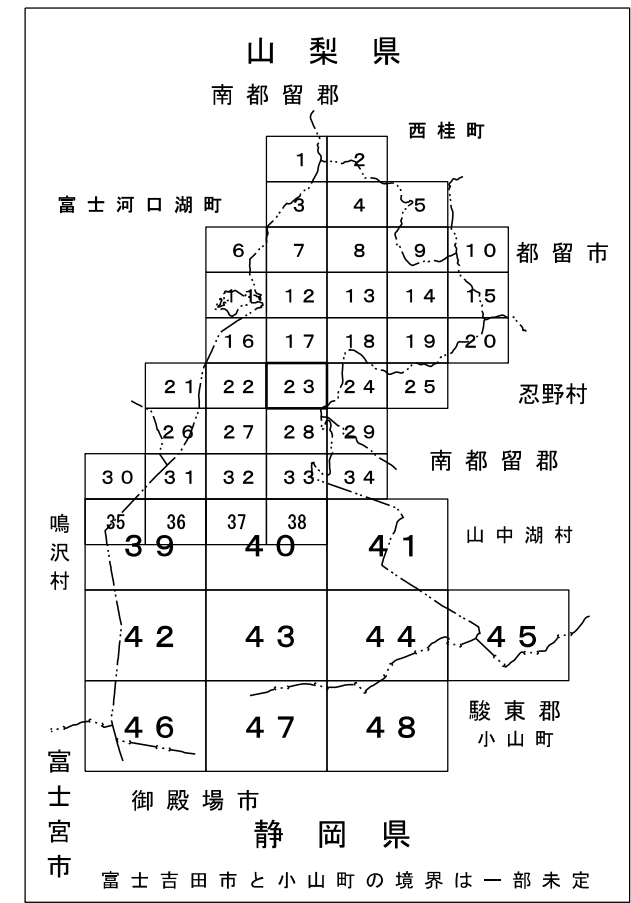 山梨県
南都留郡
西桂町
1 2
富士河口湖町
3 4 5
6 7 8 9 10
都留市
11 12 13 14 15
16 17 18 19 20
21 22 23 24 25
忍野村
26 27 28 29
南都留郡
30 31 32 33 34
鳴沢村
35 36 37 38
山中湖村
39 40 41
42 43 44 45
46 47 48
駿東郡
小山町
富士宮市
御殿場市
静岡県
富士吉田市と小山町の境界は一部未定